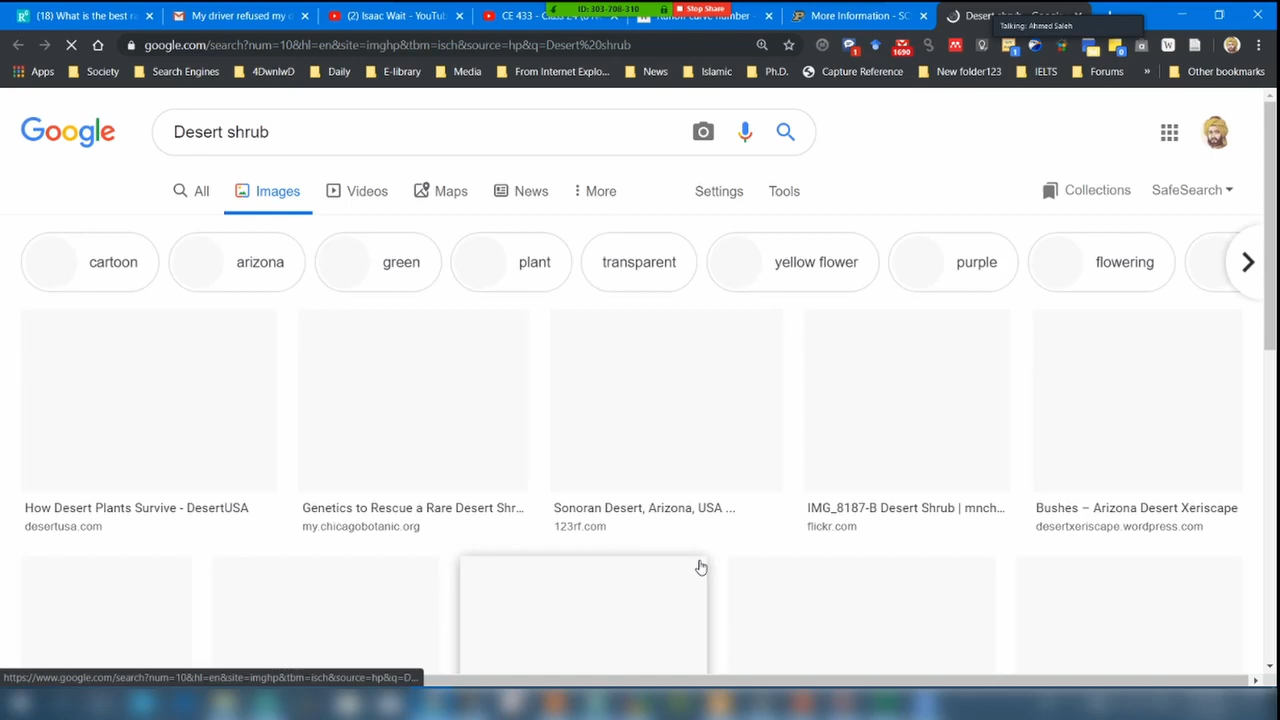 ID: 303-708-310 Stop Share
(18) What is the best r
My driver refused my
(2) Isaac Wait - YouTub
CE 433 - Class 24
Runoff curve number -
More Information - SC
Talking: Ahmed Saleh
google.com/search?num=10&hl=en&site=imghp&tbm=isch&source=hp&q=Desert%20shrub
1
1690
1
0
Apps Society Search Engines 4DwnlwD Daily E-library Media From Internet Explo... News Islamic Ph.D. Capture Reference New folder123 IELTS Forums » Other bookmarks
Google
Desert shrub
All Images Videos Maps News More Settings Tools Collections SafeSearch
cartoon arizona green plant transparent yellow flower purple flowering
How Desert Plants Survive - DesertUSA
desertusa.com
Genetics to Rescue a Rare Desert Shr...
my.chicagobotanic.org
Sonoran Desert, Arizona, USA ...
123rf.com
IMG_8187-B Desert Shrub | mnch...
flickr.com
Bushes – Arizona Desert Xeriscape
desertxeriscape.wordpress.com
https://www.google.com/search?num=10&hl=en&site=imghp&tbm=isch&source=hp&q=D...